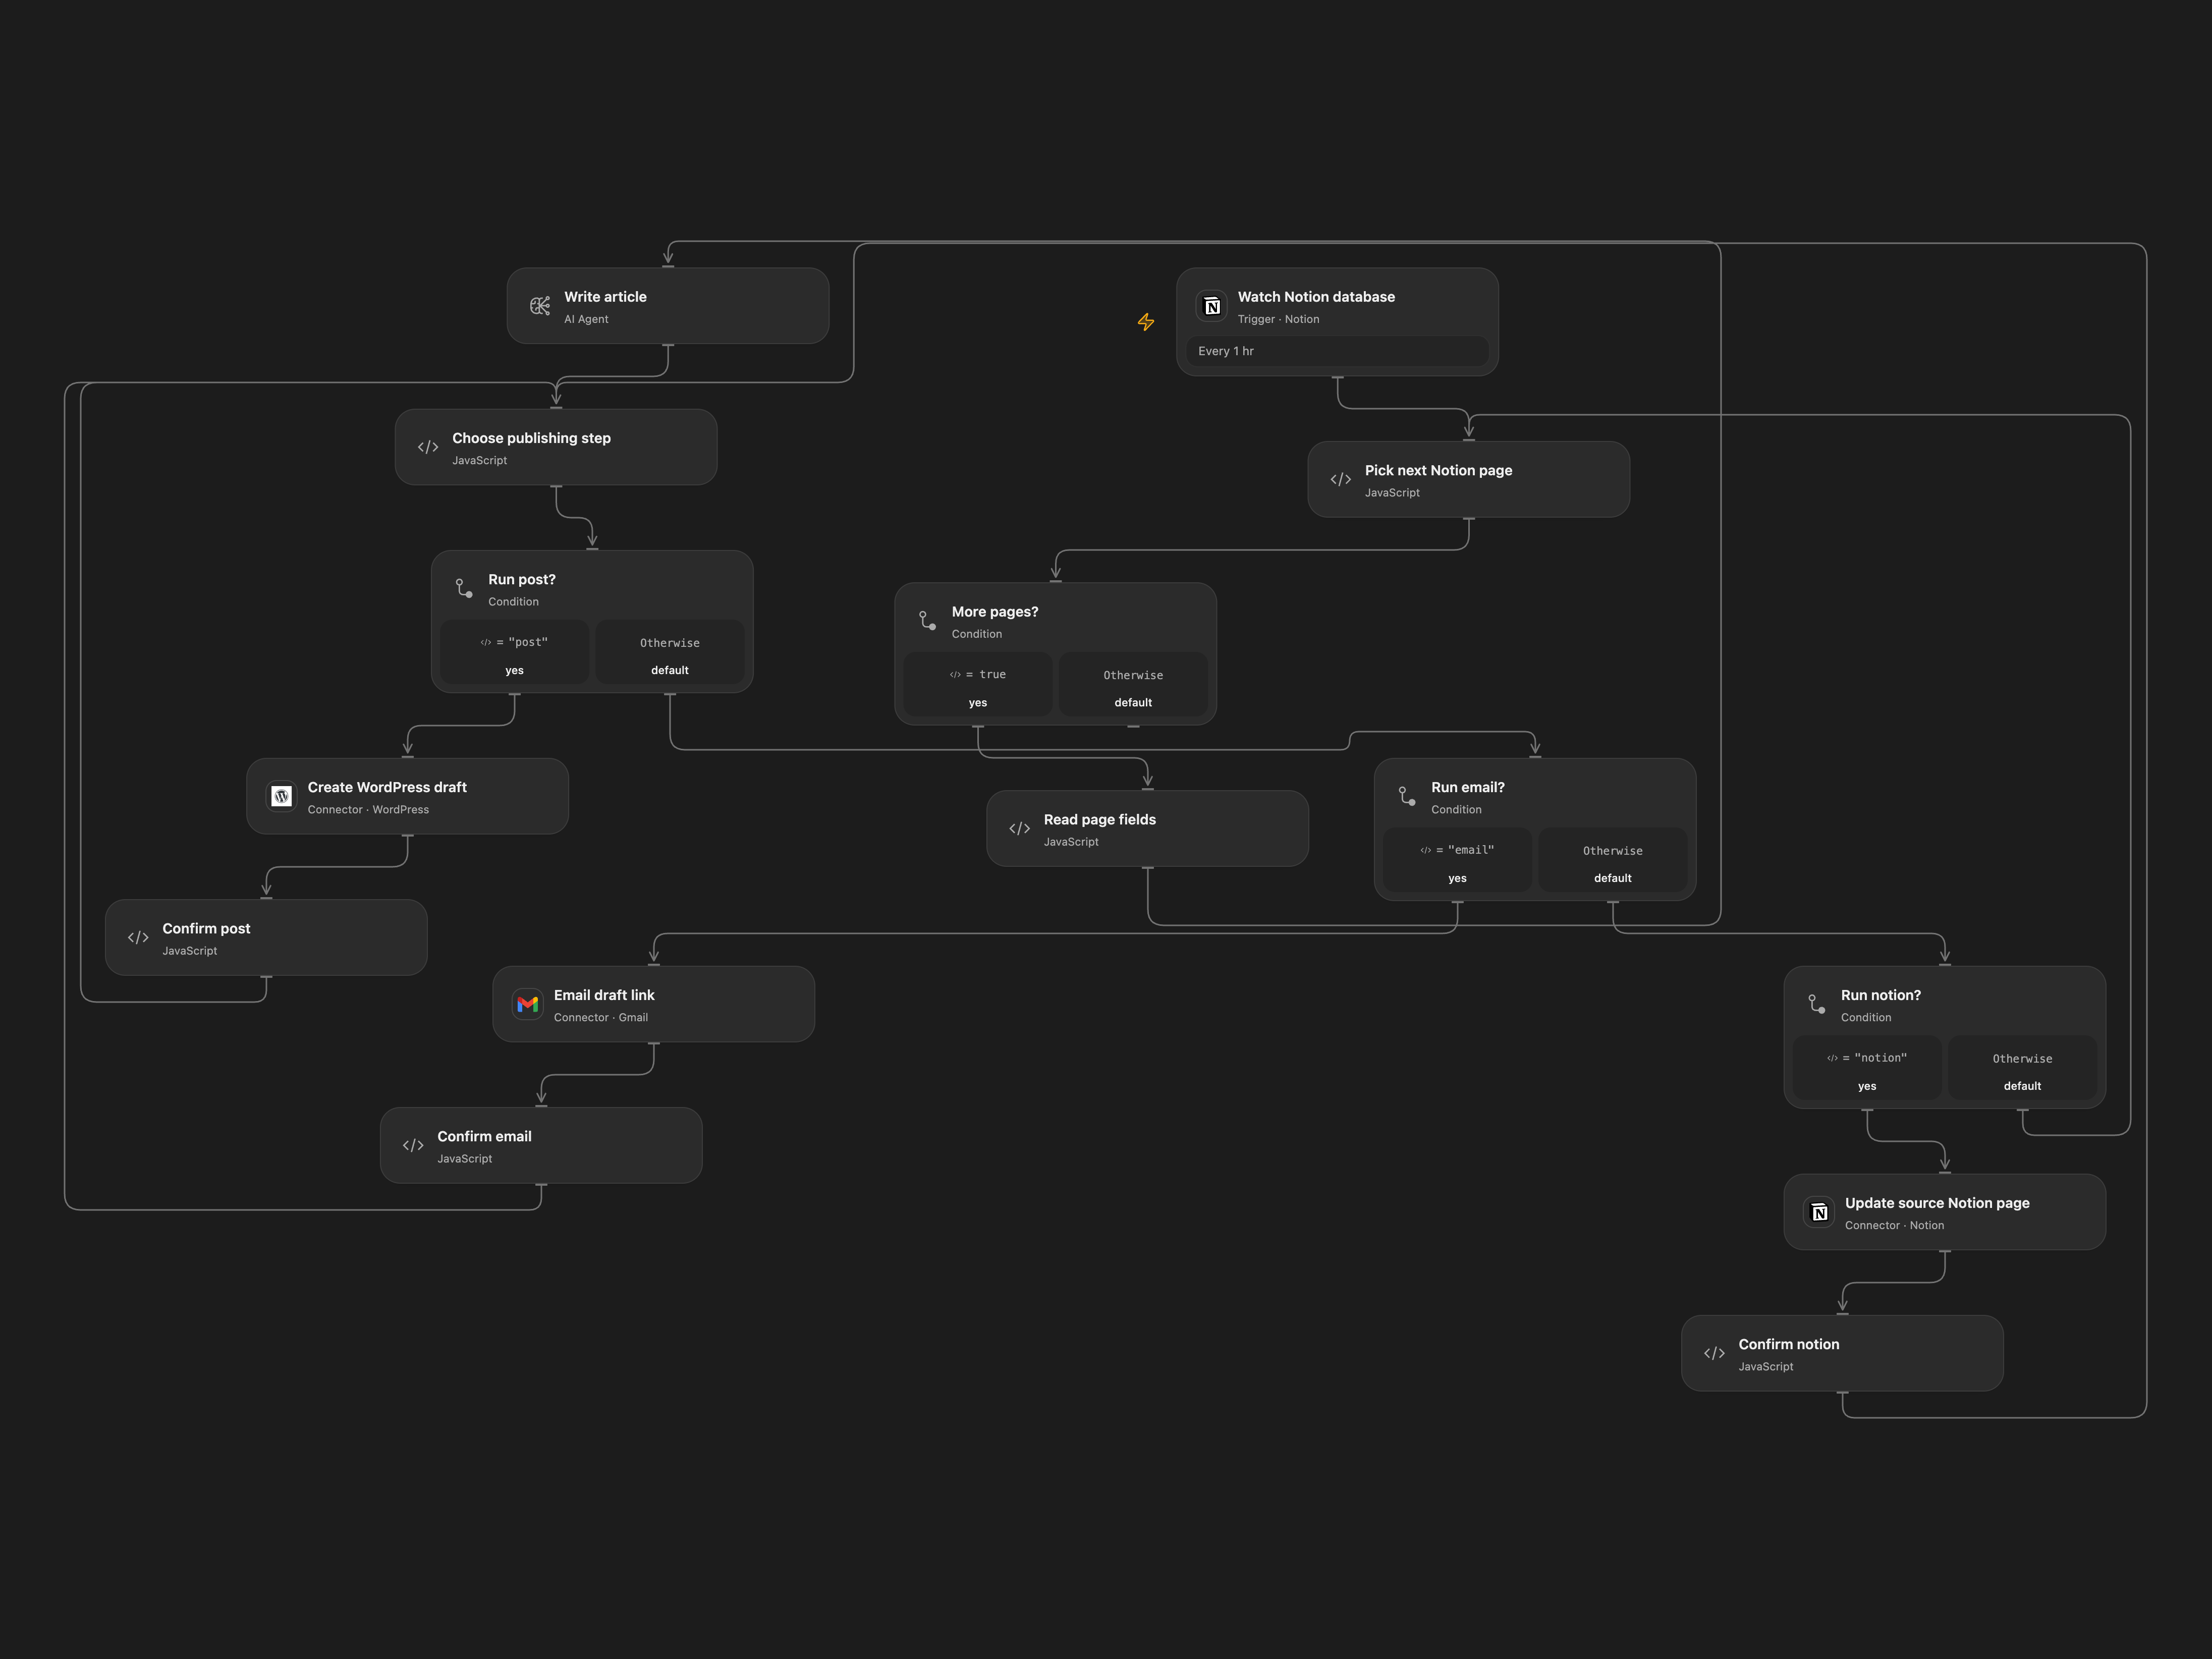 Write article
AI Agent
Watch Notion database
Trigger · Notion
Every 1 hr
Choose publishing step
JavaScript
Pick next Notion page
JavaScript
Run post?
Condition
</> = "post"
yes
Otherwise
default
More pages?
Condition
</> = true
yes
Otherwise
default
Create WordPress draft
Connector · WordPress
Read page fields
JavaScript
Run email?
Condition
</> = "email"
yes
Otherwise
default
Confirm post
JavaScript
Email draft link
Connector · Gmail
Run notion?
Condition
</> = "notion"
yes
Otherwise
default
Confirm email
JavaScript
Update source Notion page
Connector · Notion
Confirm notion
JavaScript